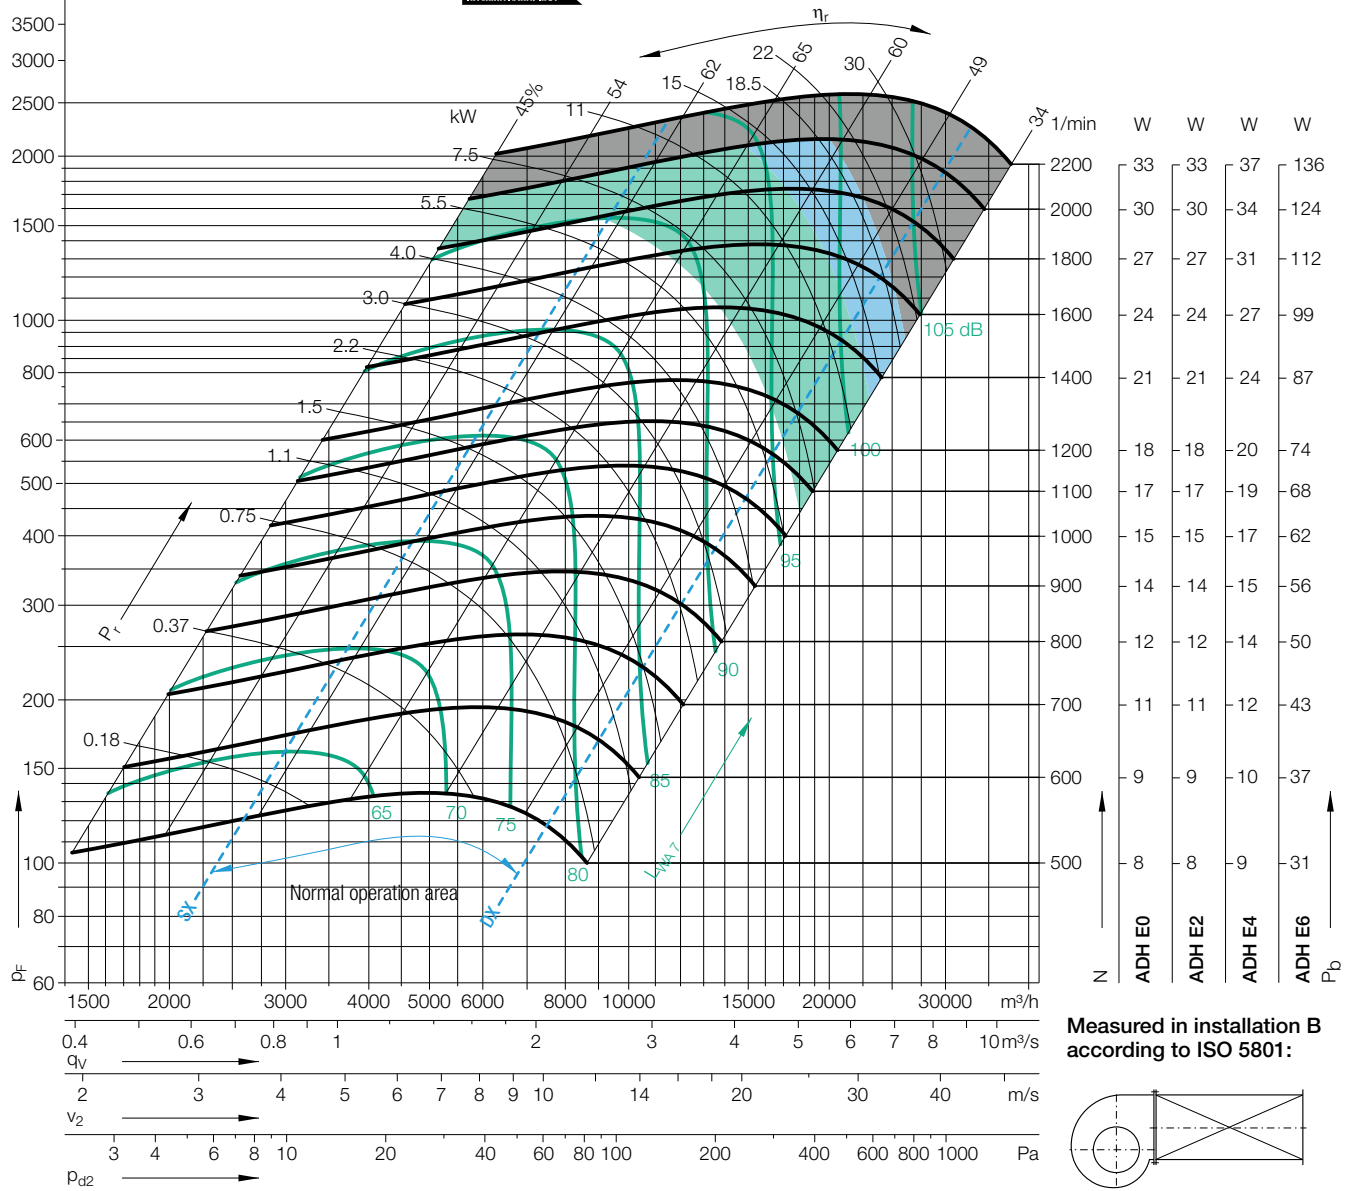 ηr
3500
3000
2500
2000
1500
1000
800
600
500
400
300
200
150
100
80
60
pF
kW
45%
54
62
65
60
49
34
30
22
18.5
15
11
7.5
5.5
4.0
3.0
2.2
1.5
1.1
0.75
0.37
0.18
Pr
65
70
75
80
85
90
95
100
105 dB
LWA 7
SX
DX
Normal operation area
1/min W W W W
2200 33 33 37 136
2000 30 30 34 124
1800 27 27 31 112
1600 24 24 27 99
1400 21 21 24 87
1200 18 18 20 74
1100 17 17 19 68
1000 15 15 17 62
900 14 14 15 56
800 12 12 14 50
700 11 11 12 43
600 9 9 10 37
500 8 8 9 31
N ADH E0 ADH E2 ADH E4 ADH E6 Pb
1500 2000 3000 4000 5000 6000 8000 10000 15000 20000 30000 m³/h
0.4 0.6 0.8 1 2 3 4 5 6 7 8 10 m³/s
qV
2 3 4 5 6 7 8 9 10 14 20 30 40 m/s
v2
3 4 6 8 10 20 40 60 80 100 200 400 600 800 1000 Pa
pd2
Measured in installation B
according to ISO 5801: